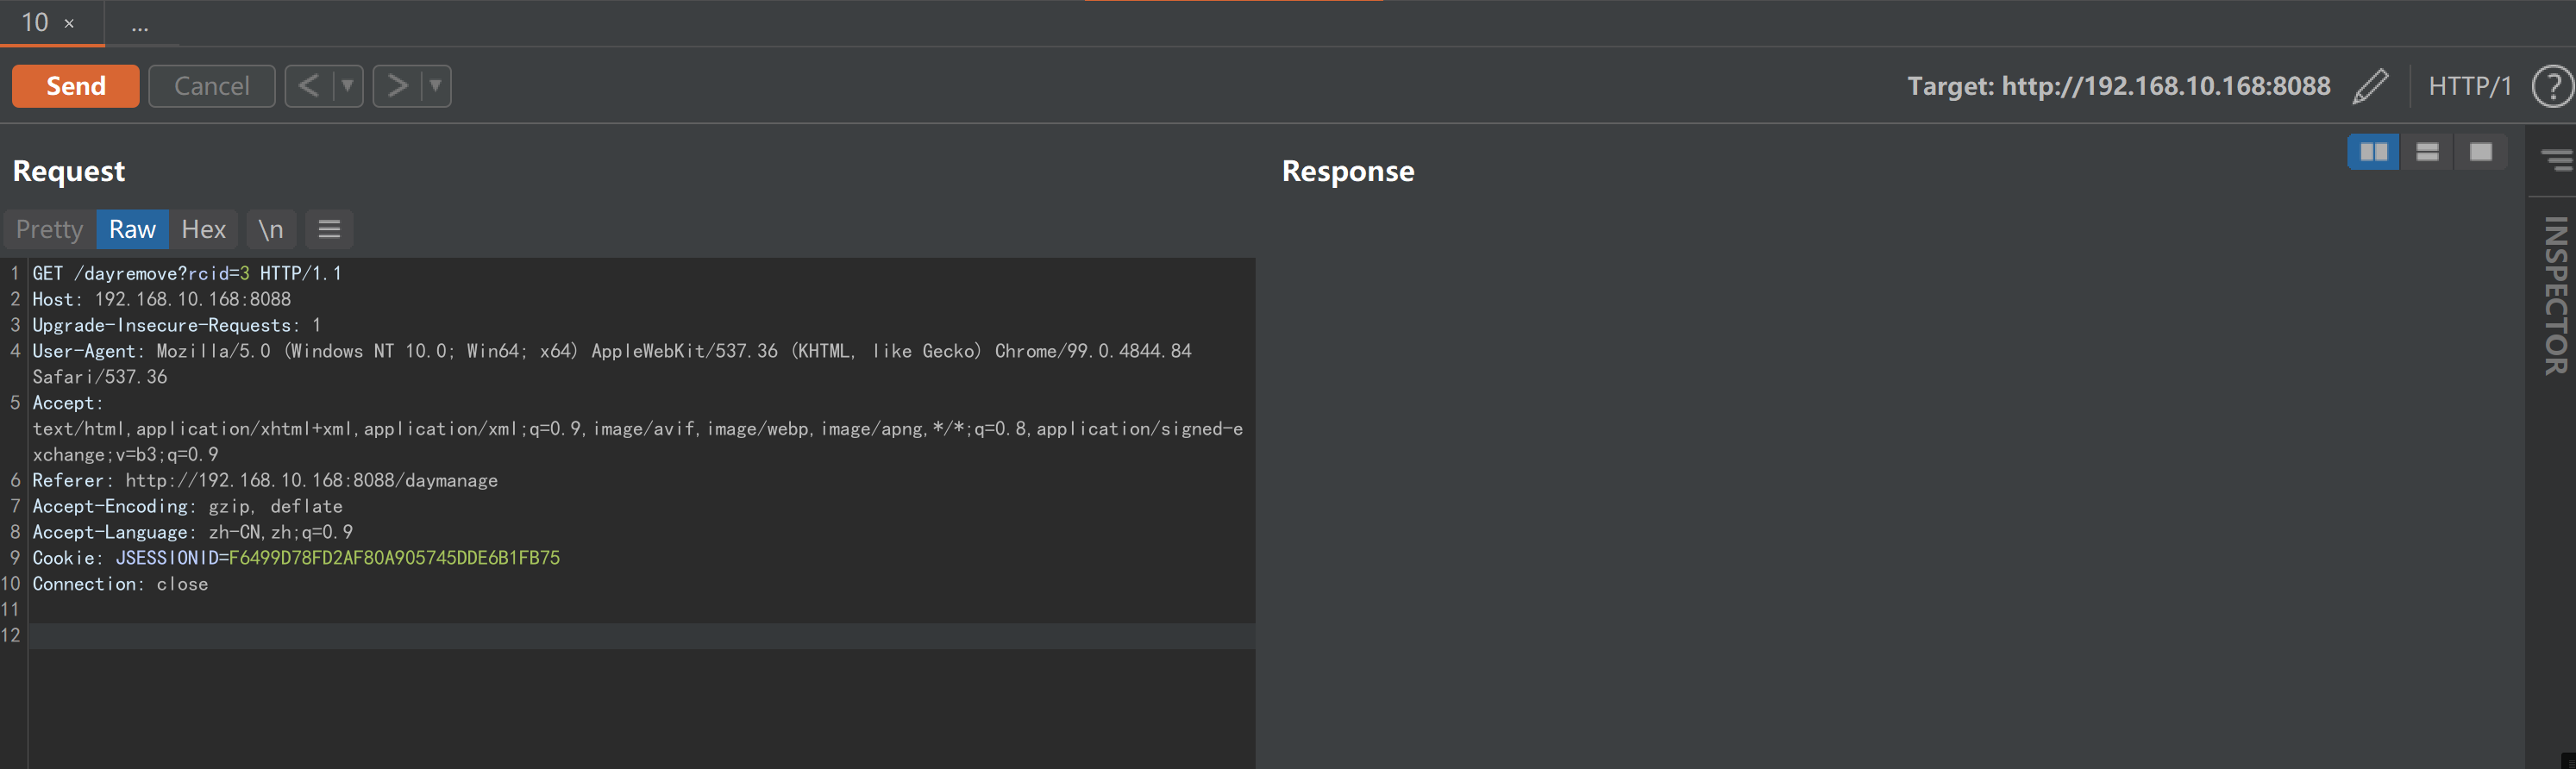 10 × ...
Send Cancel < ▼ > ▼ Target: http://192.168.10.168:8088 HTTP/1 ?
Request
Pretty Raw Hex \n
1 GET /dayremove?rcid=3 HTTP/1.1
2 Host: 192.168.10.168:8088
3 Upgrade-Insecure-Requests: 1
4 User-Agent: Mozilla/5.0 (Windows NT 10.0; Win64; x64) AppleWebKit/537.36 (KHTML, like Gecko) Chrome/99.0.4844.84
Safari/537.36
5 Accept:
text/html,application/xhtml+xml,application/xml;q=0.9,image/avif,image/webp,image/apng,*/*;q=0.8,application/signed-e
xchange;v=b3;q=0.9
6 Referer: http://192.168.10.168:8088/daymanage
7 Accept-Encoding: gzip, deflate
8 Accept-Language: zh-CN,zh;q=0.9
9 Cookie: JSESSIONID=F6499D78FD2AF80A905745DDE6B1FB75
10 Connection: close
11
12
Response
INSPECTOR